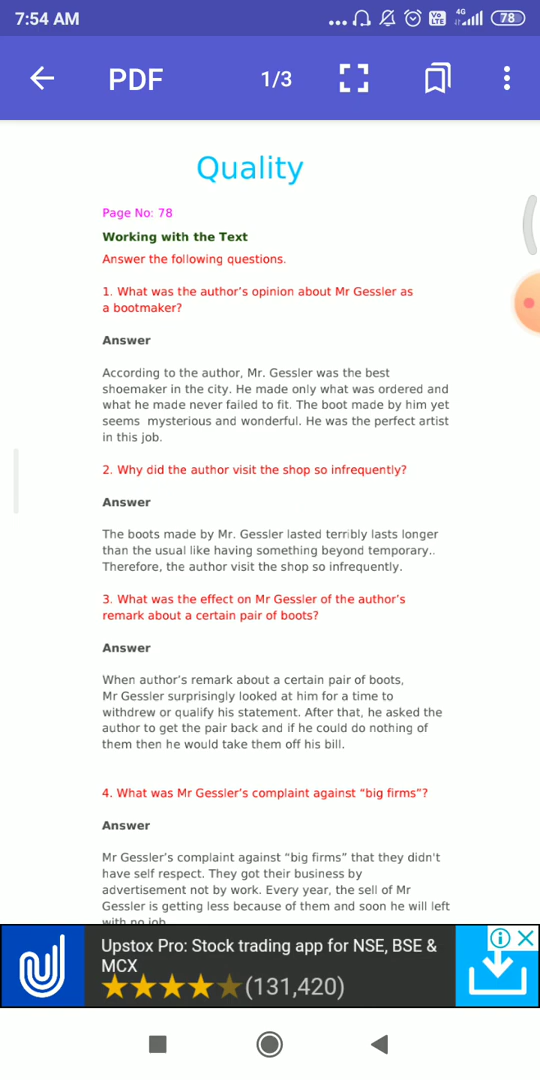 7:54 AM
... Vo LTE 4G 78
PDF 1/3
Quality
Page No: 78
Working with the Text
Answer the following questions.
1. What was the author's opinion about Mr Gessler as
a bootmaker?
Answer
According to the author, Mr. Gessler was the best
shoemaker in the city. He made only what was ordered and
what he made never failed to fit. The boot made by him yet
seems mysterious and wonderful. He was the perfect artist
in this job.
2. Why did the author visit the shop so infrequently?
Answer
The boots made by Mr. Gessler lasted terribly lasts longer
than the usual like having something beyond temporary..
Therefore, the author visit the shop so infrequently.
3. What was the effect on Mr Gessler of the author's
remark about a certain pair of boots?
Answer
When author's remark about a certain pair of boots,
Mr Gessler surprisingly looked at him for a time to
withdrew or qualify his statement. After that, he asked the
author to get the pair back and if he could do nothing of
them then he would take them off his bill.
4. What was Mr Gessler's complaint against “big firms”?
Answer
Mr Gessler's complaint against “big firms” that they didn't
have self respect. They got their business by
advertisement not by work. Every year, the sell of Mr
Gessler is getting less because of them and soon he will left
with no job
Upstox Pro: Stock trading app for NSE, BSE &
MCX
(131,420)